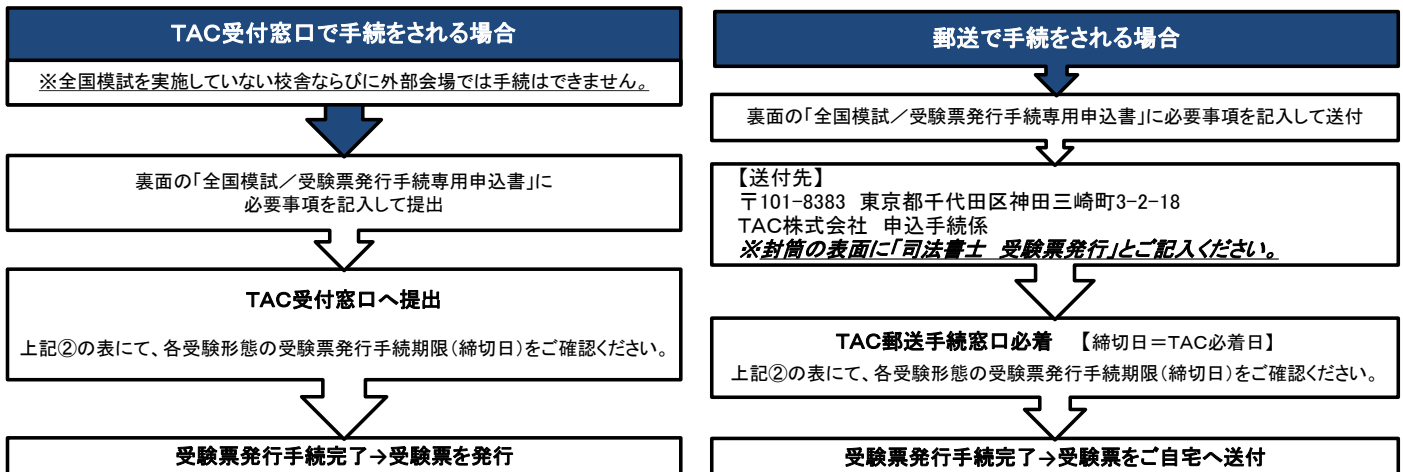 TAC受付窓口で手続をされる場合
※全国模試を実施していない校舎ならびに外部会場では手続はできません。
裏面の「全国模試／受験票発行手続専用申込書」に
必要事項を記入して提出
TAC受付窓口へ提出
上記②の表にて、各受験形態の受験票発行手続期限(締切日)をご確認ください。
受験票発行手続完了→受験票を発行
郵送で手続をされる場合
裏面の「全国模試／受験票発行手続専用申込書」に必要事項を記入して送付
【送付先】
〒101-8383 東京都千代田区神田三崎町3-2-18
TAC株式会社 申込手続係
※封筒の表面に「司法書士 受験票発行」とご記入ください。
TAC郵送手続窓口必着 【締切日＝TAC必着日】
上記②の表にて、各受験形態の受験票発行手続期限(締切日)をご確認ください。
受験票発行手続完了→受験票をご自宅へ送付